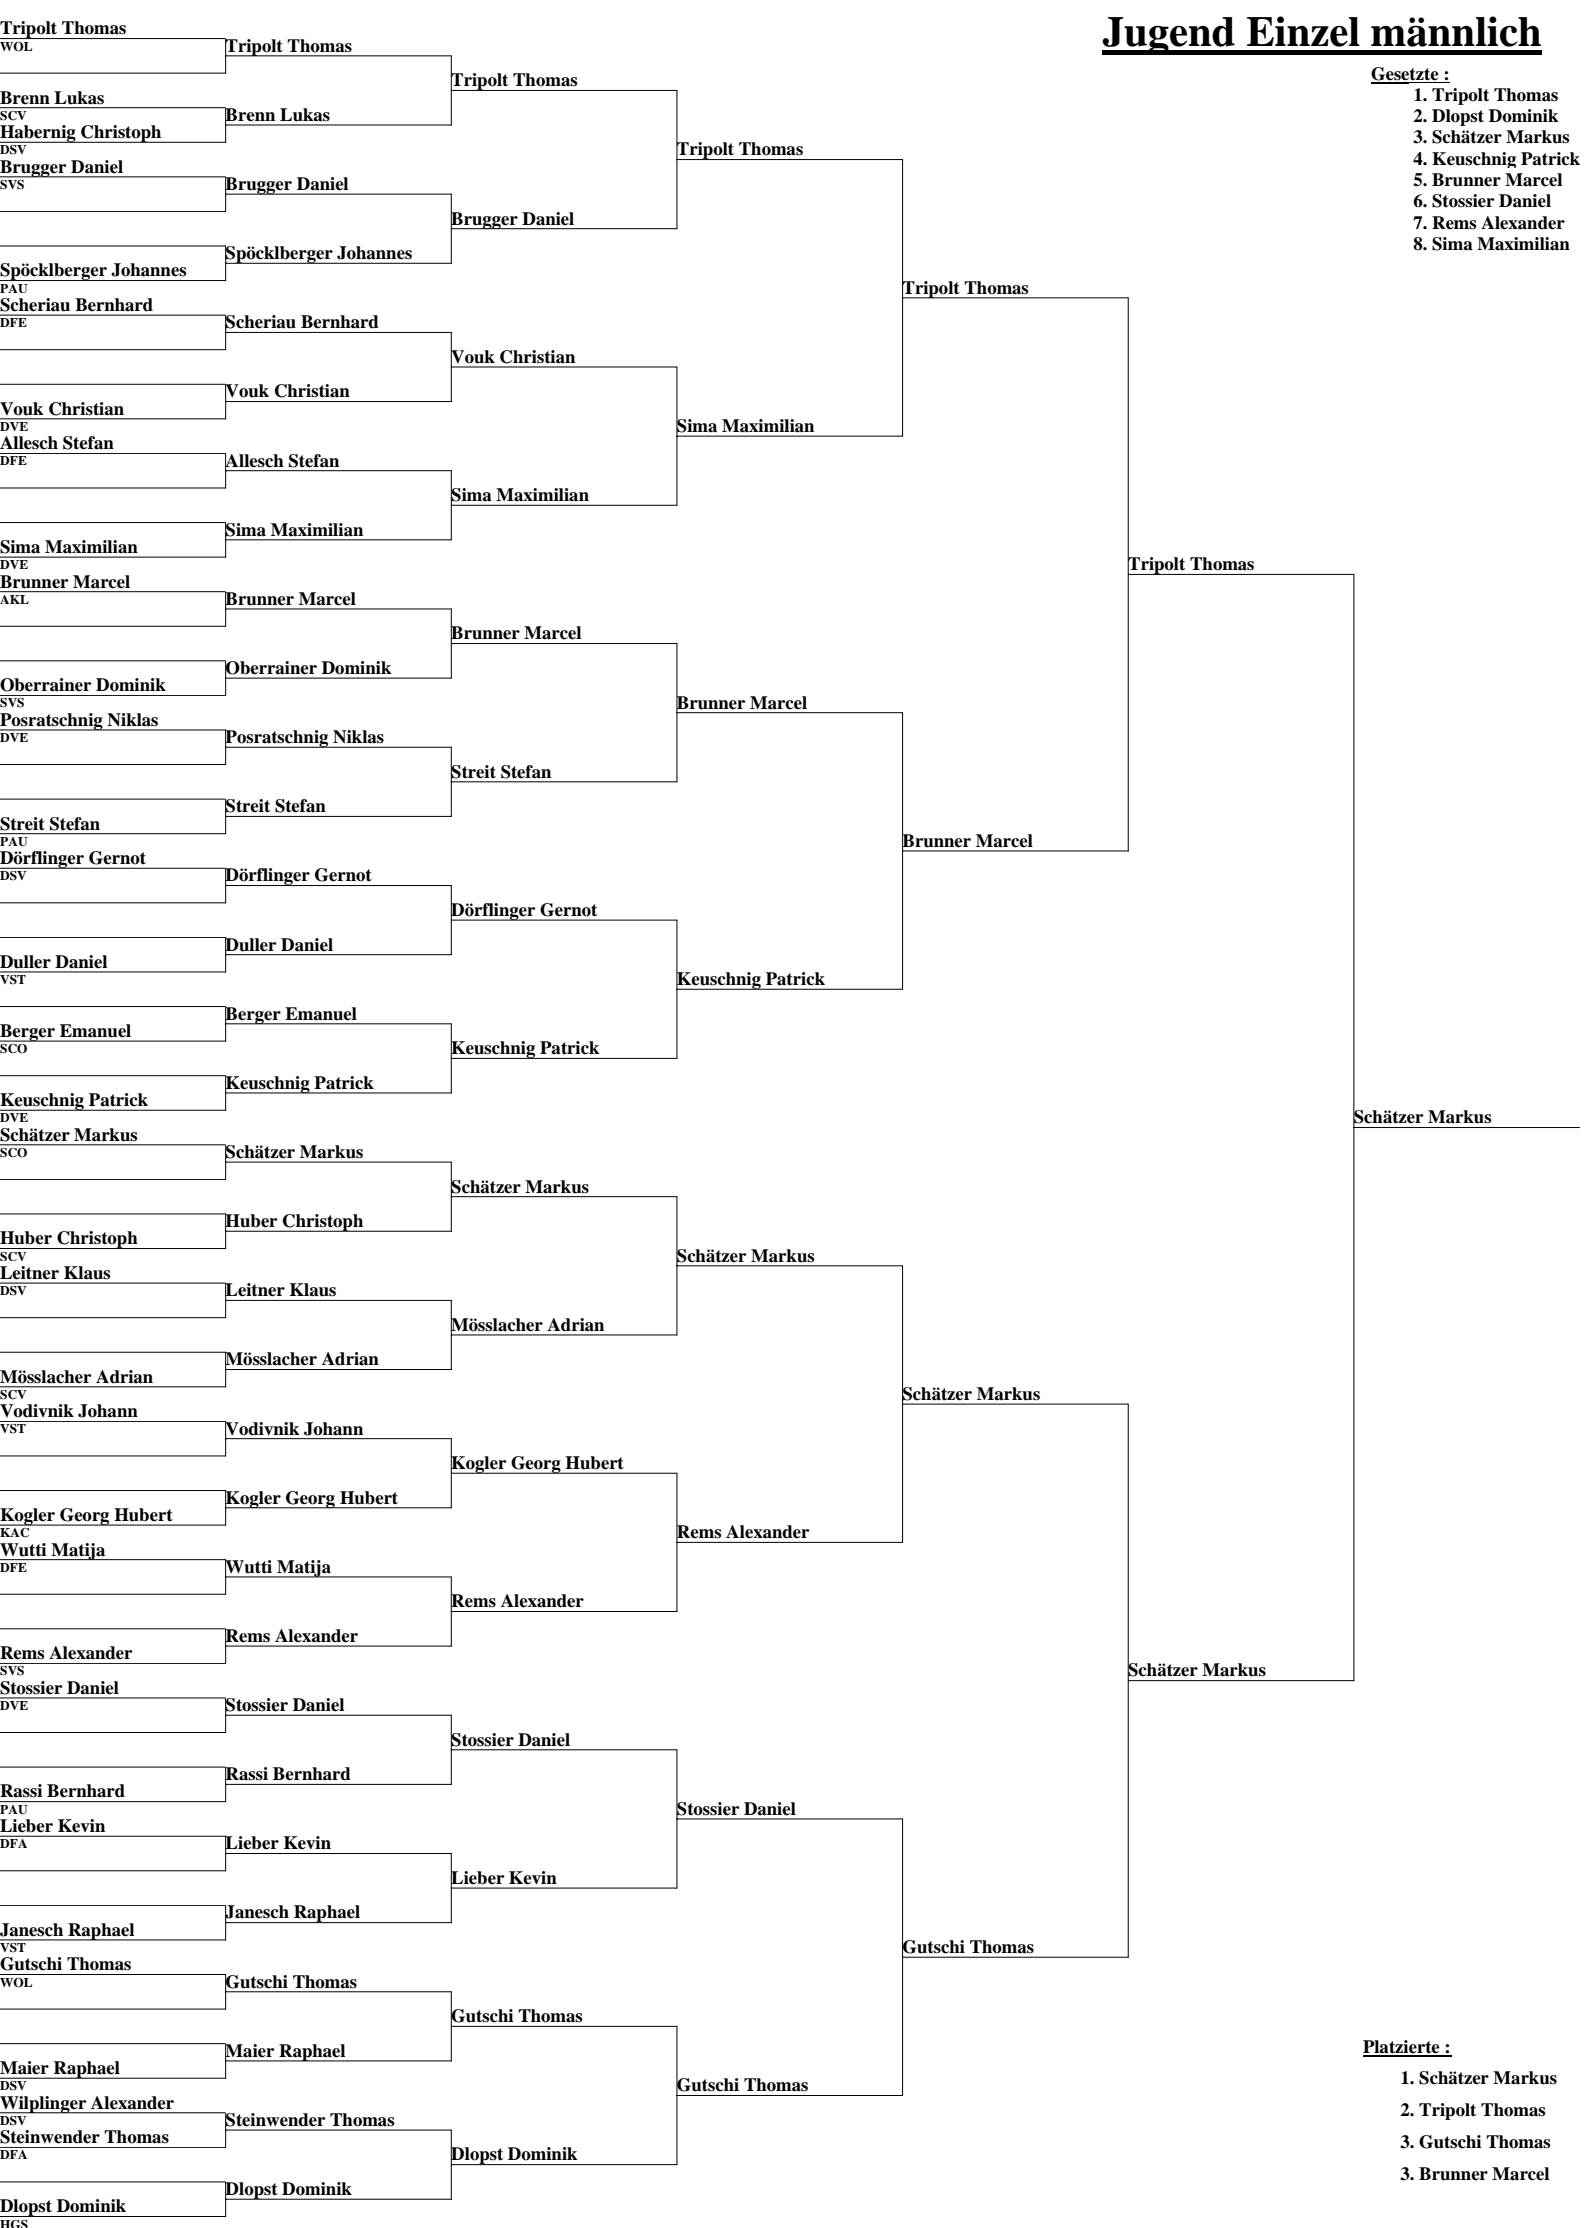 Jugend Einzel männlich
Gesetzte :
1. Tripolt Thomas
2. Dlopst Dominik
3. Schätzer Markus
4. Keuschnig Patrick
5. Brunner Marcel
6. Stossier Daniel
7. Rems Alexander
8. Sima Maximilian
Tripolt Thomas
WOL
Brenn Lukas
SCV
Habernig Christoph
DSV
Brugger Daniel
SVS
Spöcklberger Johannes
PAU
Scheriau Bernhard
DFE
Vouk Christian
DVE
Allesch Stefan
DFE
Sima Maximilian
DVE
Brunner Marcel
AKL
Oberrainer Dominik
SVS
Posratschnig Niklas
DVE
Streit Stefan
PAU
Dörflinger Gernot
DSV
Duller Daniel
VST
Berger Emanuel
SCO
Keuschnig Patrick
DVE
Schätzer Markus
SCO
Huber Christoph
SCV
Leitner Klaus
DSV
Mösslacher Adrian
SCV
Vodivnik Johann
VST
Kogler Georg Hubert
KAC
Wutti Matija
DFE
Rems Alexander
SVS
Stossier Daniel
DVE
Rassi Bernhard
PAU
Lieber Kevin
DFA
Janesch Raphael
VST
Gutschi Thomas
WOL
Maier Raphael
DSV
Wilplinger Alexander
DSV
Steinwender Thomas
DFA
Dlopst Dominik
HGS
Tripolt Thomas
Brenn Lukas
Brugger Daniel
Spöcklberger Johannes
Scheriau Bernhard
Vouk Christian
Allesch Stefan
Sima Maximilian
Brunner Marcel
Oberrainer Dominik
Posratschnig Niklas
Streit Stefan
Dörflinger Gernot
Duller Daniel
Berger Emanuel
Keuschnig Patrick
Schätzer Markus
Huber Christoph
Leitner Klaus
Mösslacher Adrian
Vodivnik Johann
Kogler Georg Hubert
Wutti Matija
Rems Alexander
Stossier Daniel
Rassi Bernhard
Lieber Kevin
Janesch Raphael
Gutschi Thomas
Maier Raphael
Steinwender Thomas
Dlopst Dominik
Tripolt Thomas
Brugger Daniel
Vouk Christian
Sima Maximilian
Brunner Marcel
Streit Stefan
Dörflinger Gernot
Keuschnig Patrick
Schätzer Markus
Mösslacher Adrian
Kogler Georg Hubert
Rems Alexander
Stossier Daniel
Lieber Kevin
Gutschi Thomas
Dlopst Dominik
Tripolt Thomas
Sima Maximilian
Brunner Marcel
Keuschnig Patrick
Schätzer Markus
Rems Alexander
Stossier Daniel
Gutschi Thomas
Tripolt Thomas
Brunner Marcel
Schätzer Markus
Gutschi Thomas
Tripolt Thomas
Schätzer Markus
Schätzer Markus
Platzierte :
1. Schätzer Markus
2. Tripolt Thomas
3. Gutschi Thomas
3. Brunner Marcel